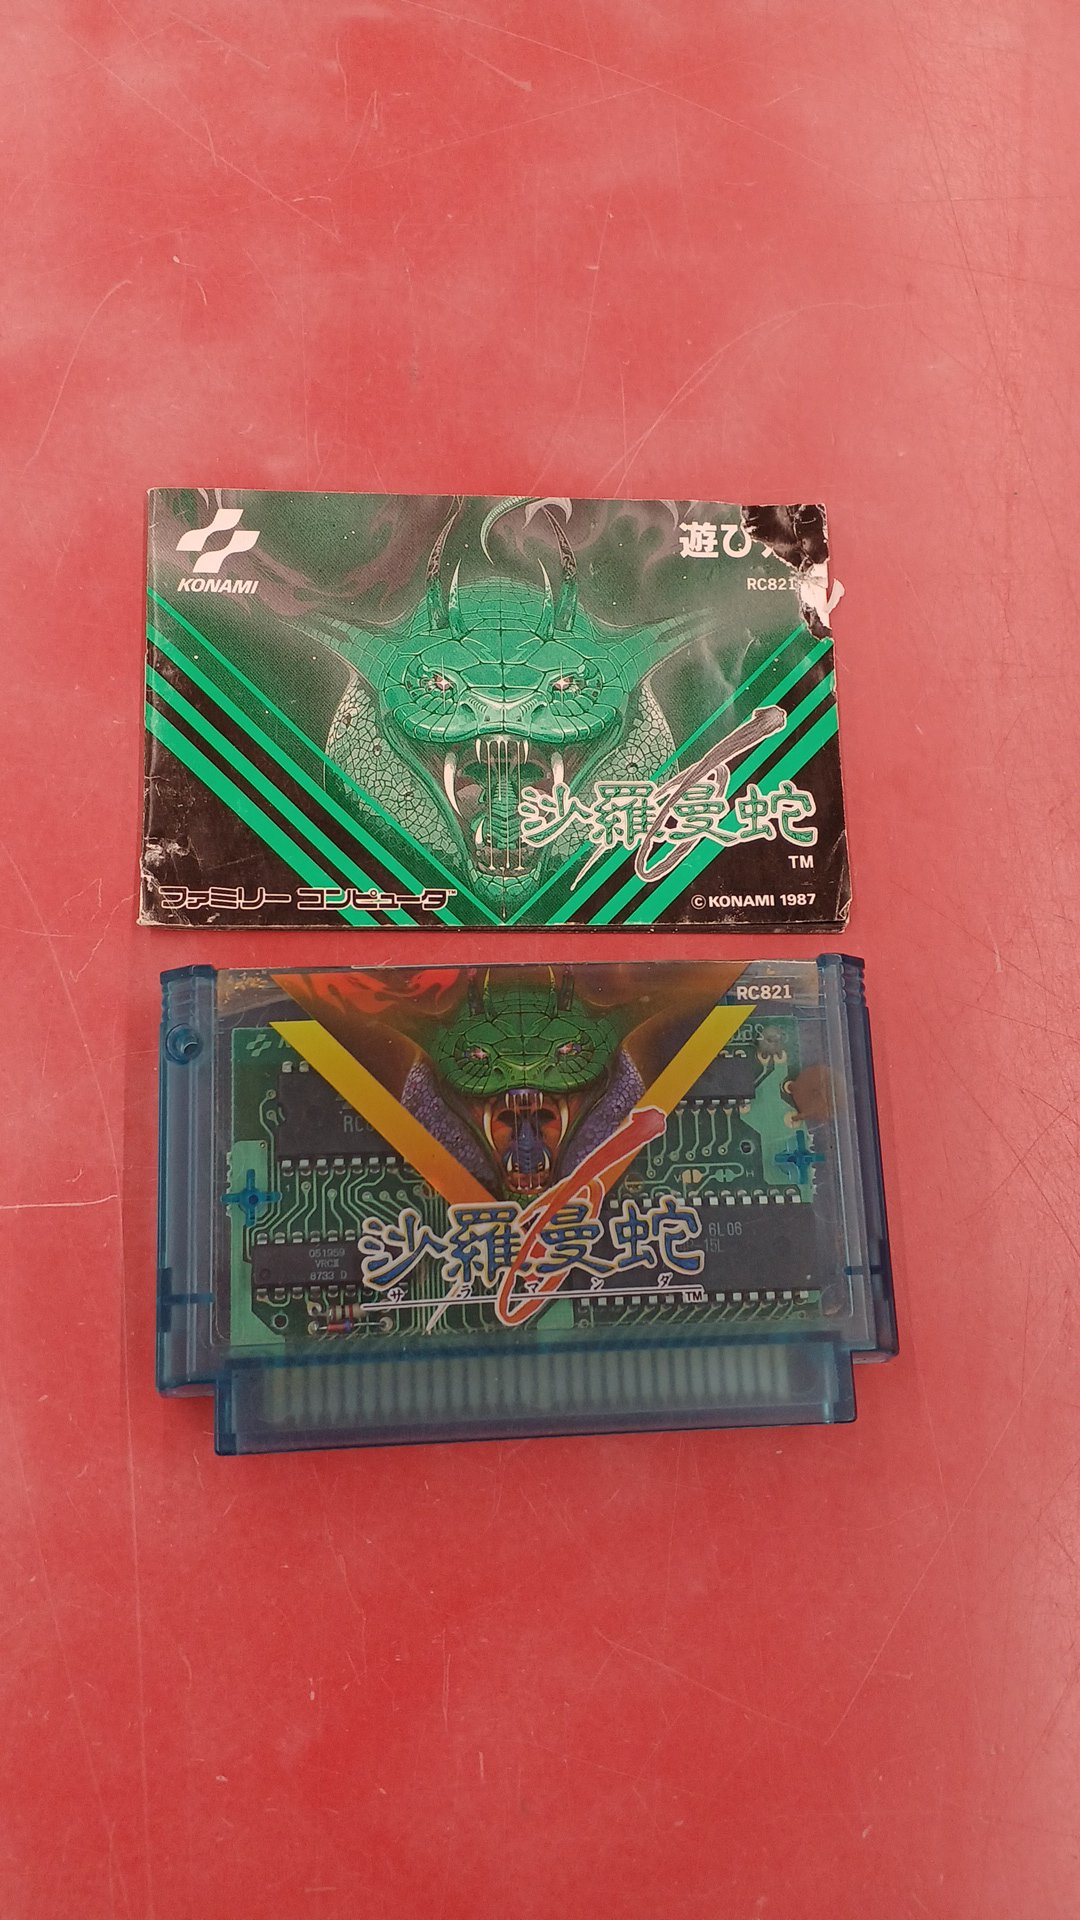 KONAMI
遊び
RC821
沙羅曼蛇
TM
ファミリー コンピュータ™
© KONAMI 1987
RC821
051959
VRCII
8733 D
6L06
15L
沙羅曼蛇
サラマンダ
TM